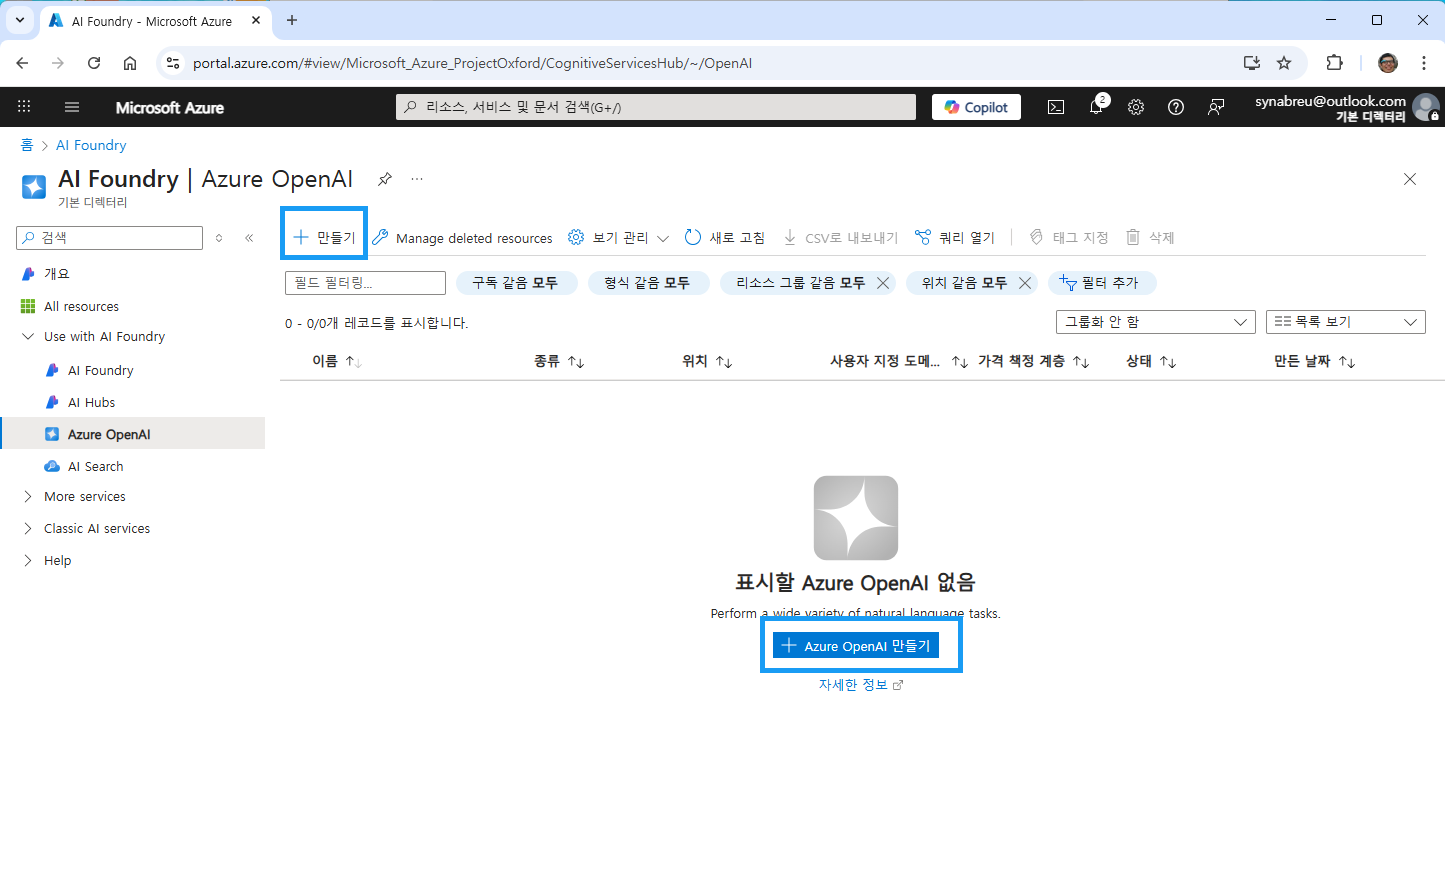 AI Foundry - Microsoft Azure
portal.azure.com/#view/Microsoft_Azure_ProjectOxford/CognitiveServicesHub/~/OpenAI
Microsoft Azure
리소스, 서비스 및 문서 검색(G+/)
Copilot
2
synabreu@outlook.com
기본 디렉터리
홈 > AI Foundry
AI Foundry | Azure OpenAI
기본 디렉터리
검색
만들기
Manage deleted resources
보기 관리
새로 고침
CSV로 내보내기
쿼리 열기
태그 지정
삭제
개요
All resources
Use with AI Foundry
AI Foundry
AI Hubs
Azure OpenAI
AI Search
More services
Classic AI services
Help
필드 필터링...
구독 같음 모두
형식 같음 모두
리소스 그룹 같음 모두
위치 같음 모두
필터 추가
0 - 0/0개 레코드를 표시합니다.
그룹화 안 함
목록 보기
이름
종류
위치
사용자 지정 도메...
가격 책정 계층
상태
만든 날짜
표시할 Azure OpenAI 없음
Perform a wide variety of natural language tasks.
Azure OpenAI 만들기
자세한 정보